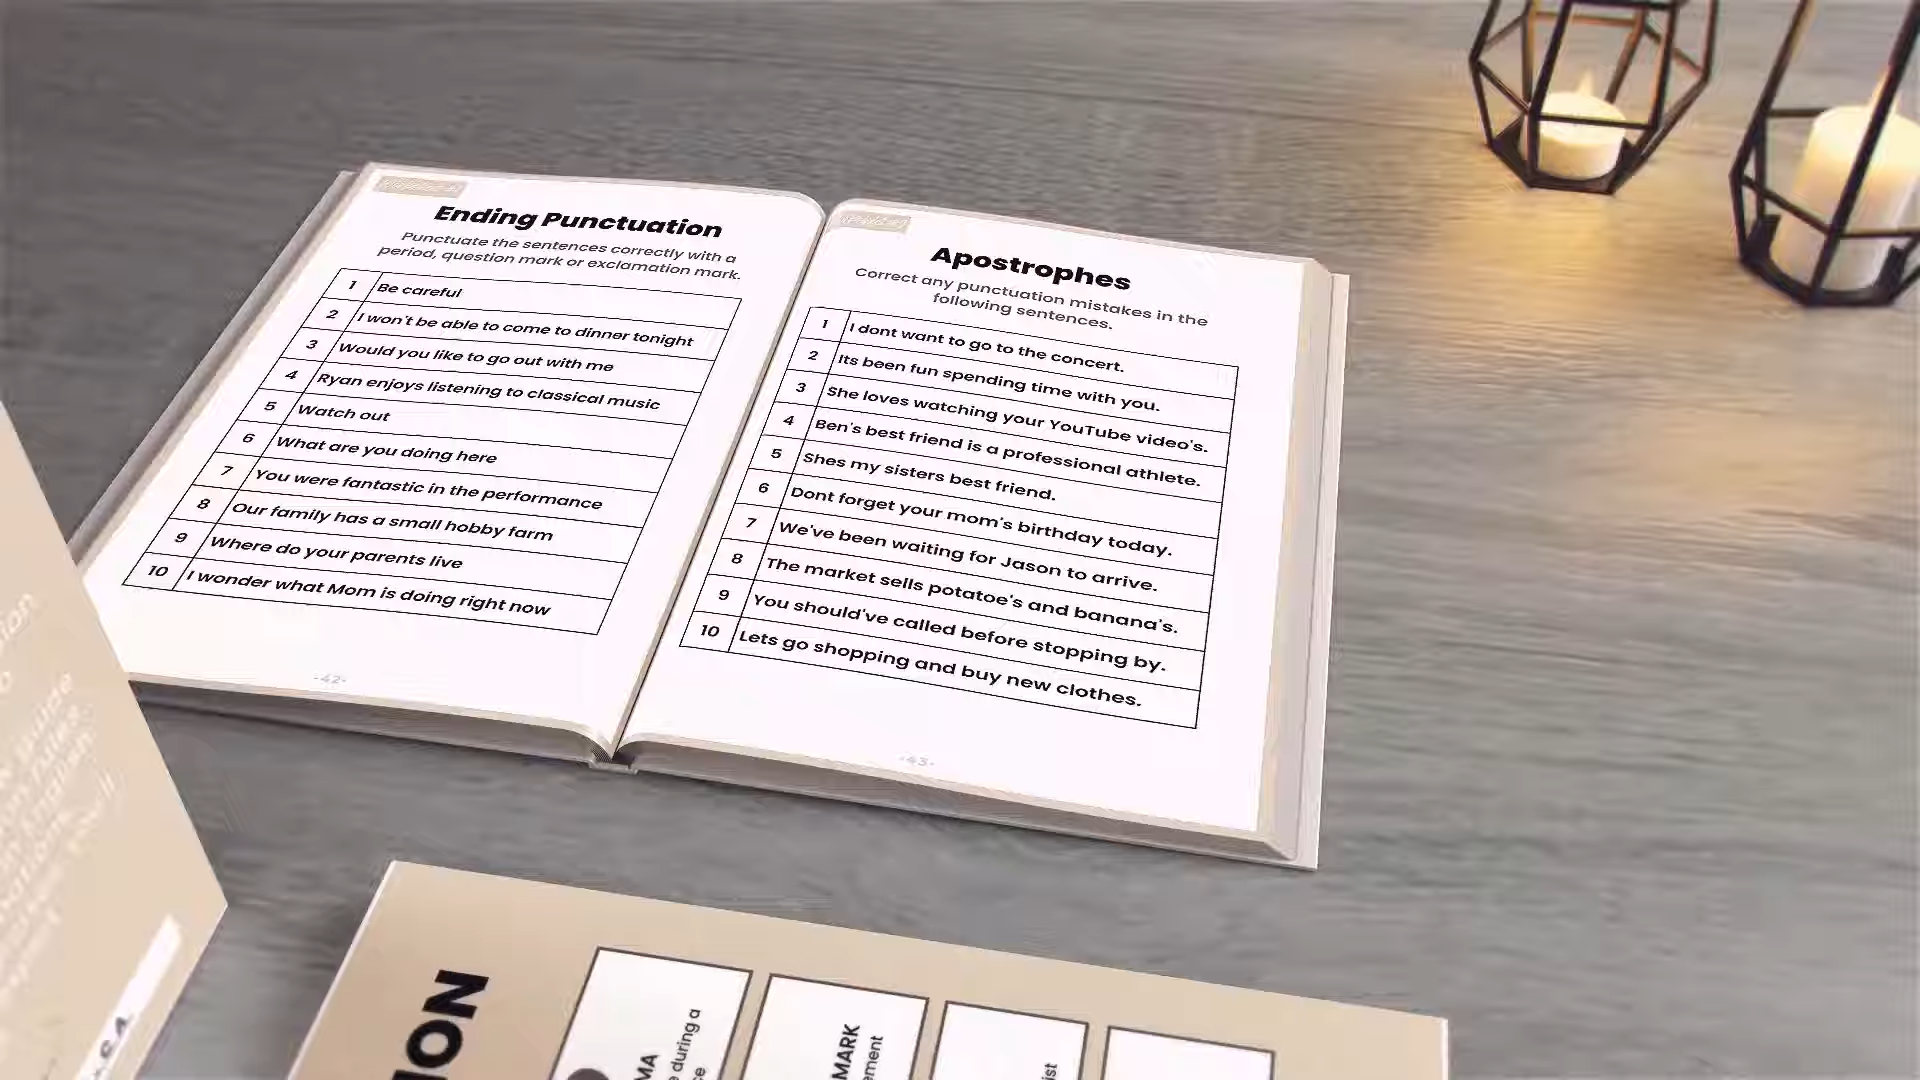 Ending Punctuation
Punctuate the sentences correctly with a
period, question mark or exclamation mark.
1 Be careful
2 I won't be able to come to dinner tonight
3 Would you like to go out with me
4 Ryan enjoys listening to classical music
5 Watch out
6 What are you doing here
7 You were fantastic in the performance
8 Our family has a small hobby farm
9 Where do your parents live
10 I wonder what Mom is doing right now
-42-
Apostrophes
Correct any punctuation mistakes in the
following sentences.
1 I dont want to go to the concert.
2 Its been fun spending time with you.
3 She loves watching your YouTube video's.
4 Ben's best friend is a professional athlete.
5 Shes my sisters best friend.
6 Dont forget your mom's birthday today.
7 We've been waiting for Jason to arrive.
8 The market sells potatoe's and banana's.
9 You should've called before stopping by.
10 Lets go shopping and buy new clothes.
-43-
MARK
during a